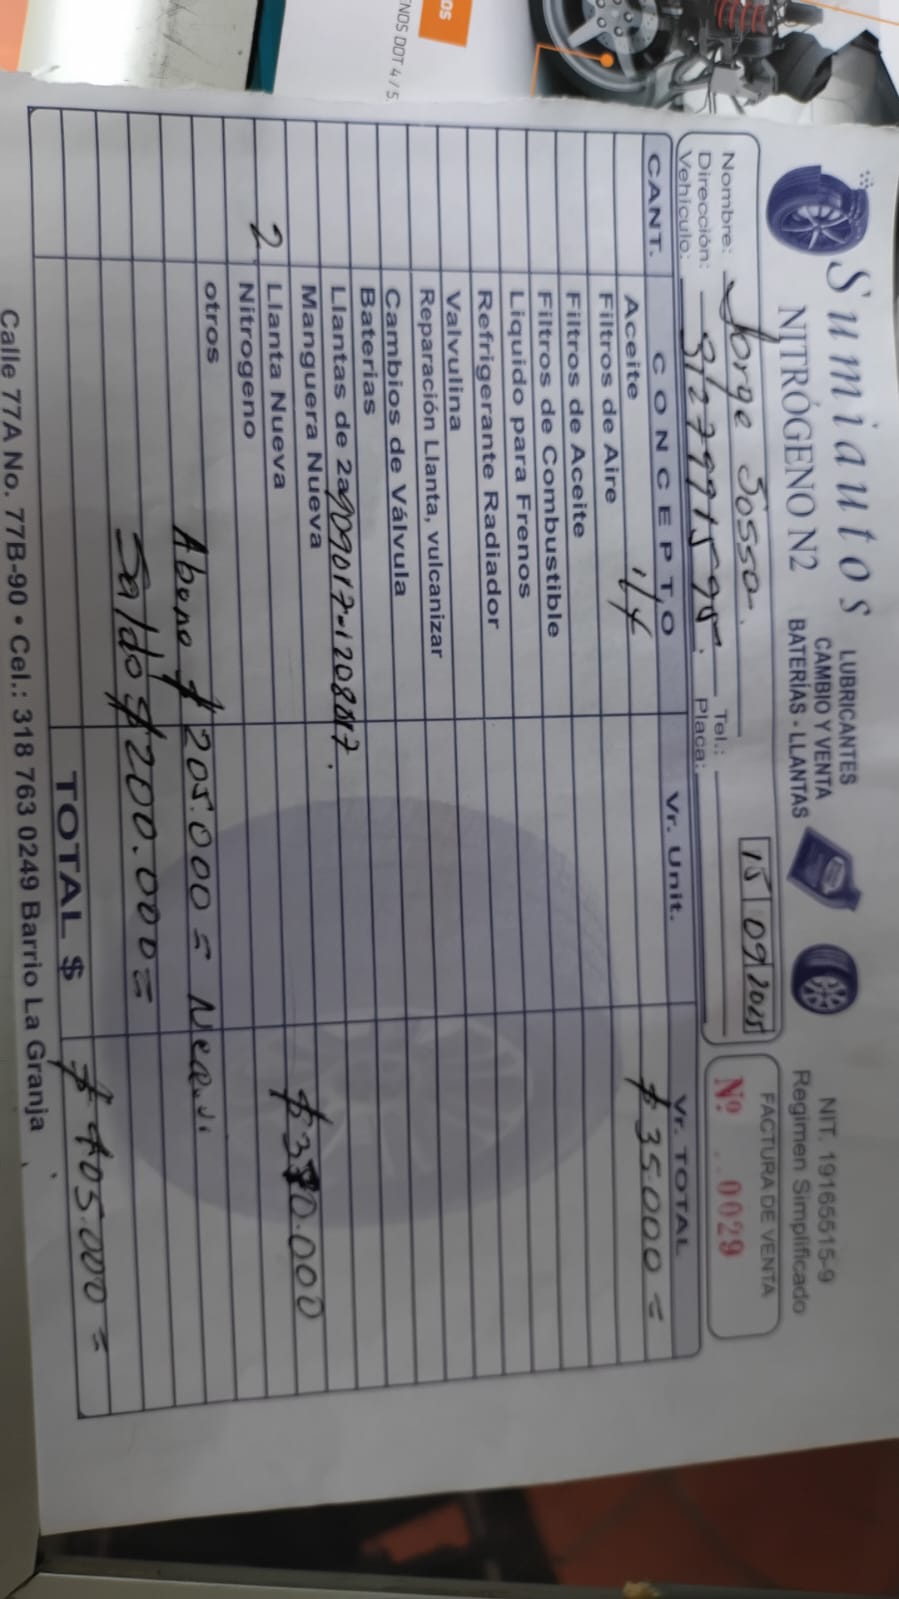 Sumiautos
NITRÓGENO N2
LUBRICANTES
CAMBIO Y VENTA
BATERÍAS - LLANTAS
NIT. 19165515-9
Regimen Simplificado
FACTURA DE VENTA
Nº 0029
15 09 2025
Nombre: Jorge Sossa.
Dirección: Tel.:
Vehículo: 3127991595. Placa:
CANT. CONCEPTO Vr. Unit. Vr. TOTAL
Aceite 1/4 $35.000=
Filtros de Aire
Filtros de Aceite
Filtros de Combustible
Liquido para Frenos
Refrigerante Radiador
Valvulina
Reparación Llanta, vulcanizar
Cambios de Válvula
Baterias
Llantas de 2a 909017-1208017.
Manguera Nueva
2 Llanta Nueva $370.000
Nitrogeno
otros
Abono $205.000= Nequi
Saldo $200.000=
TOTAL $ $405.000=
Calle 77A No. 77B-90 • Cel.: 318 763 0249 Barrio La Granja
OS
ENOS DOT 4 / 5.